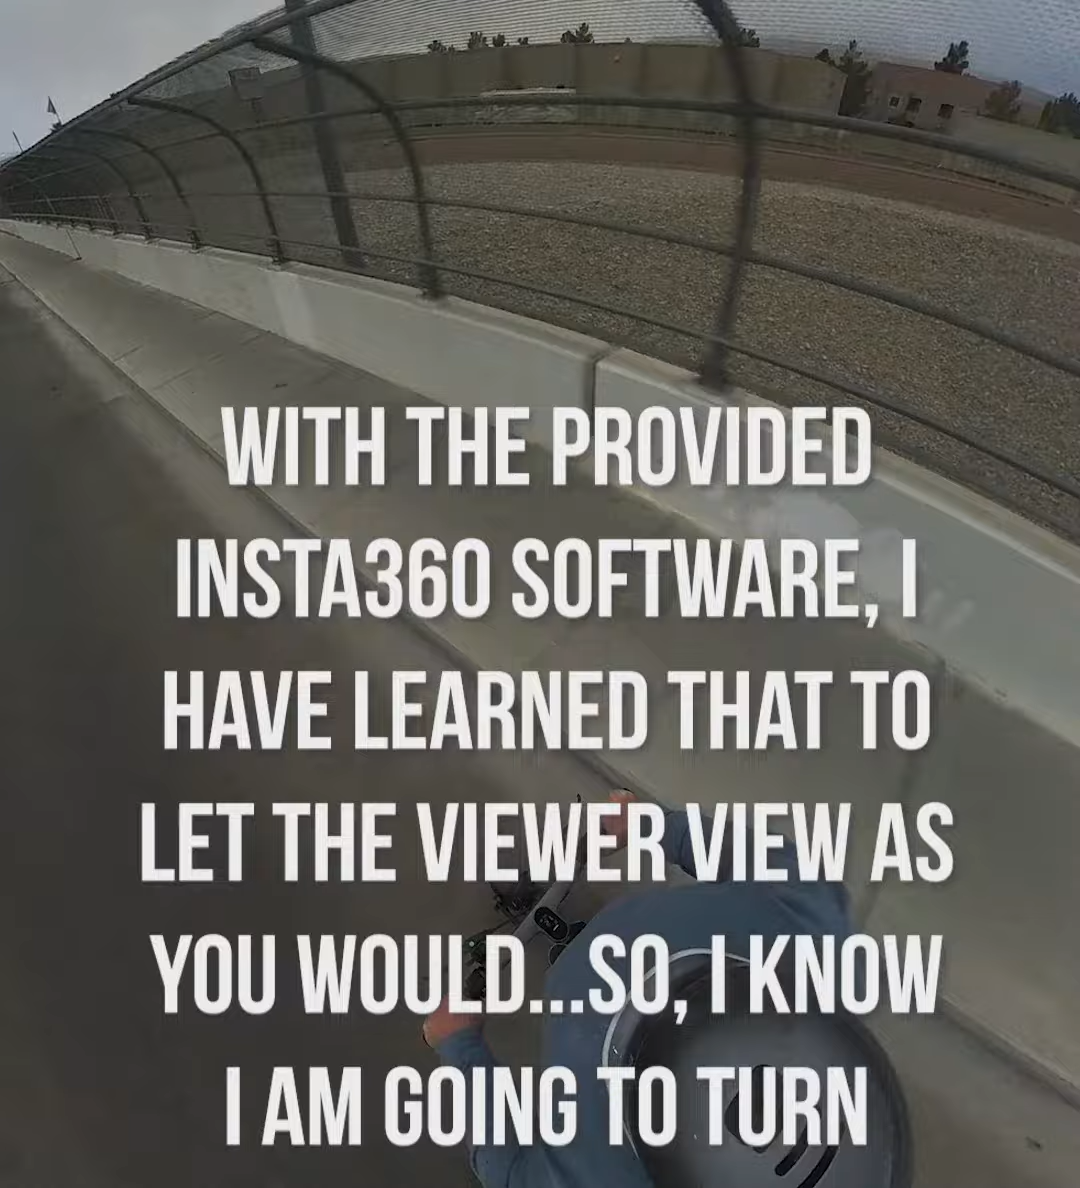 WITH THE PROVIDED
INSTA360 SOFTWARE, I
HAVE LEARNED THAT TO
LET THE VIEWER VIEW AS
YOU WOULD...SO, I KNOW
I AM GOING TO TURN